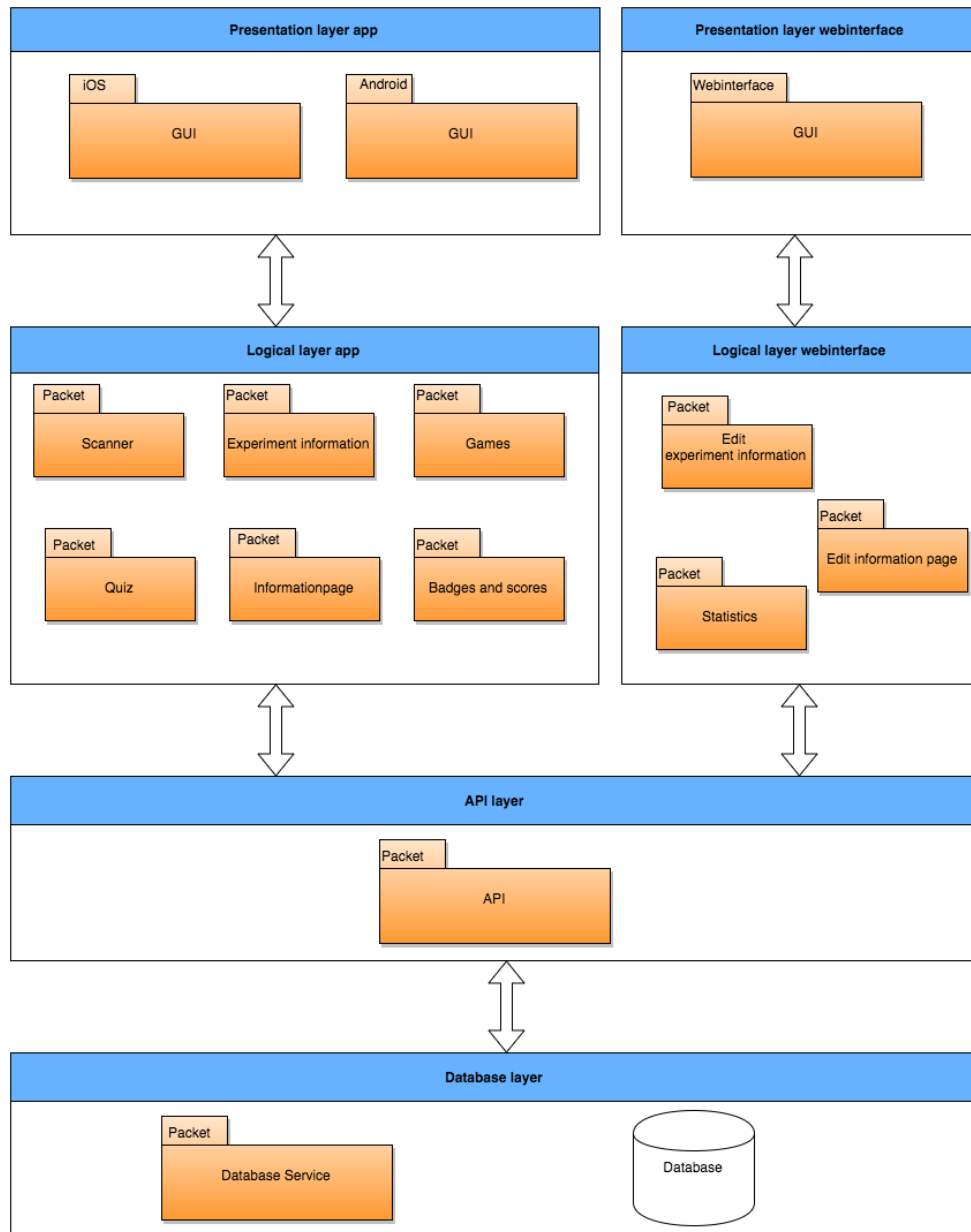 Presentation layer app
iOS
GUI
Android
GUI
Presentation layer webinterface
Webinterface
GUI
Logical layer app
Packet
Scanner
Packet
Experiment information
Packet
Games
Packet
Quiz
Packet
Informationpage
Packet
Badges and scores
Logical layer webinterface
Packet
Edit
experiment information
Packet
Edit information page
Packet
Statistics
API layer
Packet
API
Database layer
Packet
Database Service
Database